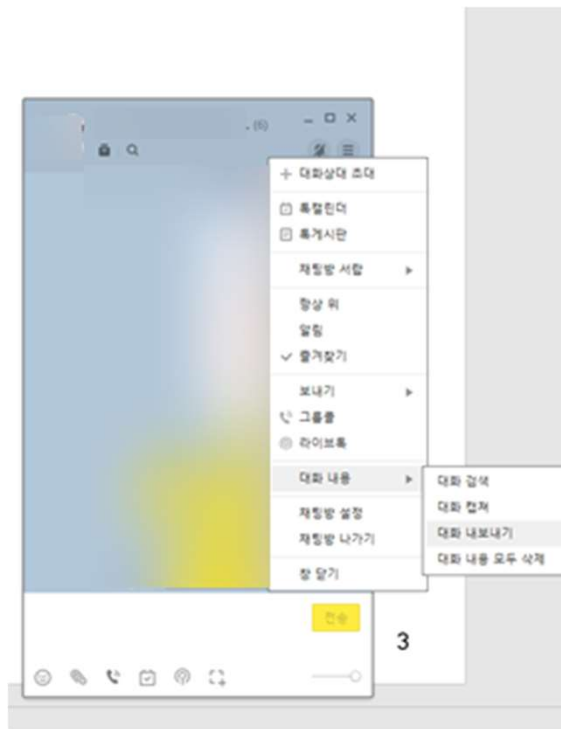 . (6)
대화상대 초대
톡캘린더
톡게시판
채팅방 서랍
항상 위
알림
즐겨찾기
보내기
그룹콜
라이브톡
대화 내용
대화 검색
대화 캡쳐
대화 내보내기
대화 내용 모두 삭제
채팅방 설정
채팅방 나가기
창 닫기
전송
3